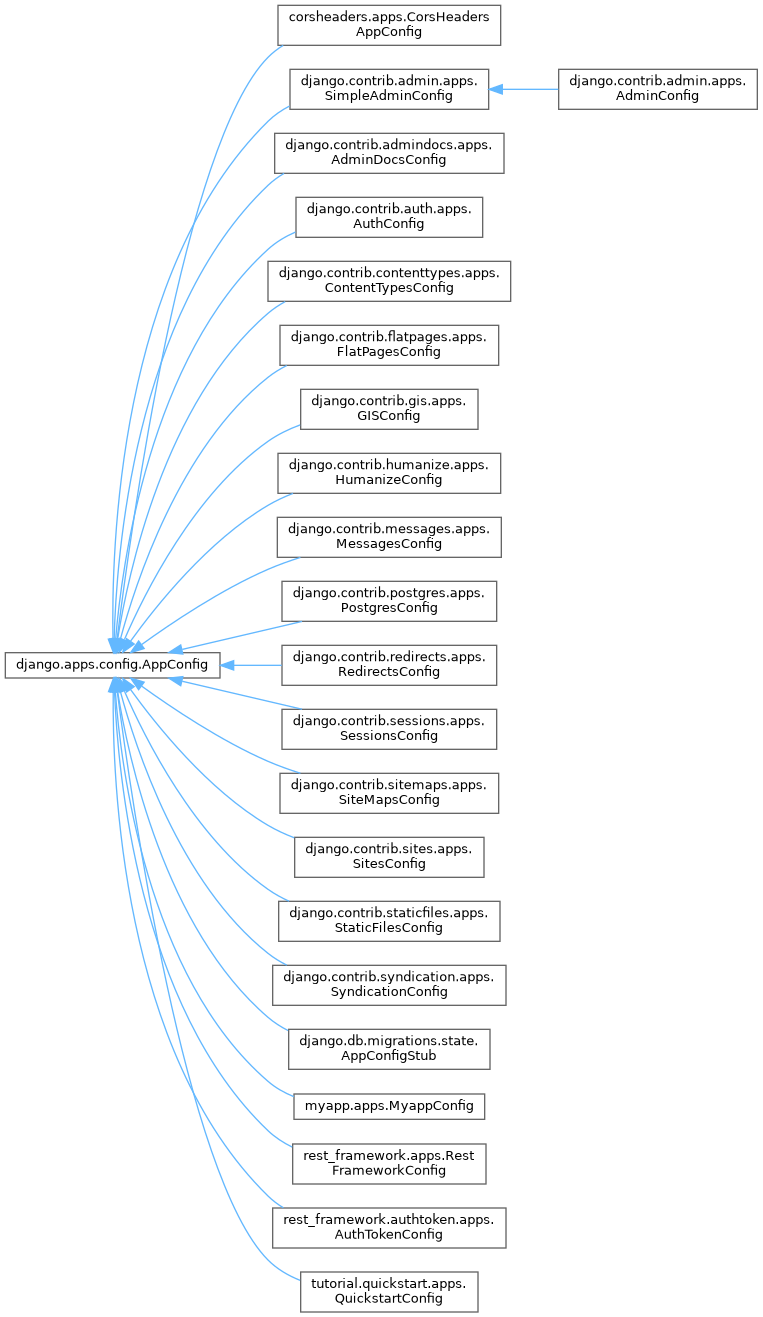 corsheaders.apps.CorsHeaders
AppConfig
django.contrib.admin.apps.
SimpleAdminConfig
django.contrib.admin.apps.
AdminConfig
django.contrib.admindocs.apps.
AdminDocsConfig
django.contrib.auth.apps.
AuthConfig
django.contrib.contenttypes.apps.
ContentTypesConfig
django.contrib.flatpages.apps.
FlatPagesConfig
django.contrib.gis.apps.
GISConfig
django.contrib.humanize.apps.
HumanizeConfig
django.contrib.messages.apps.
MessagesConfig
django.contrib.postgres.apps.
PostgresConfig
django.apps.config.AppConfig
django.contrib.redirects.apps.
RedirectsConfig
django.contrib.sessions.apps.
SessionsConfig
django.contrib.sitemaps.apps.
SiteMapsConfig
django.contrib.sites.apps.
SitesConfig
django.contrib.staticfiles.apps.
StaticFilesConfig
django.contrib.syndication.apps.
SyndicationConfig
django.db.migrations.state.
AppConfigStub
myapp.apps.MyappConfig
rest_framework.apps.Rest
FrameworkConfig
rest_framework.authtoken.apps.
AuthTokenConfig
tutorial.quickstart.apps.
QuickstartConfig